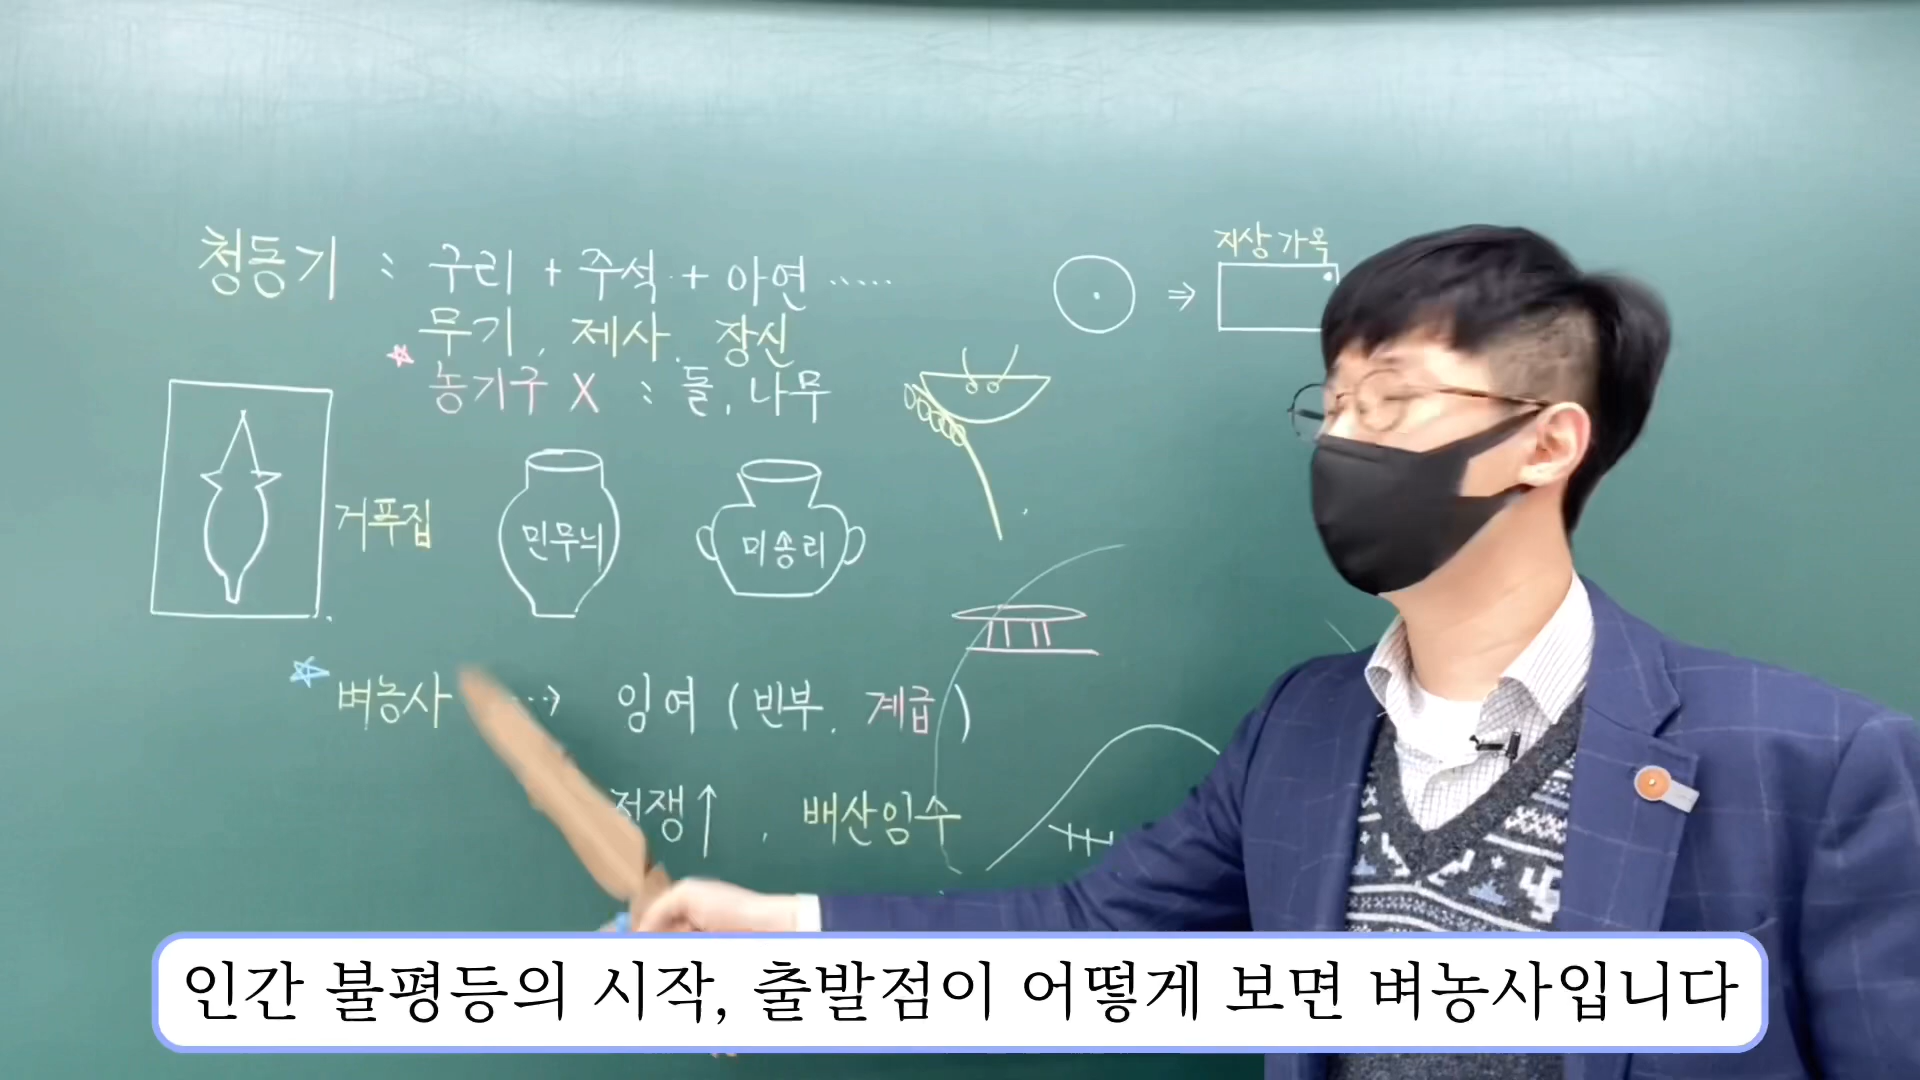 청동기 : 구리 + 주석 + 아연 ·····
무기, 제사, 장신
농기구 X : 돌, 나무
지상가옥
거푸집
민무늬
미송리
벼농사 ····> 잉여 (빈부, 계급)
전쟁↑, 배산임수
인간 불평등의 시작, 출발점이 어떻게 보면 벼농사입니다